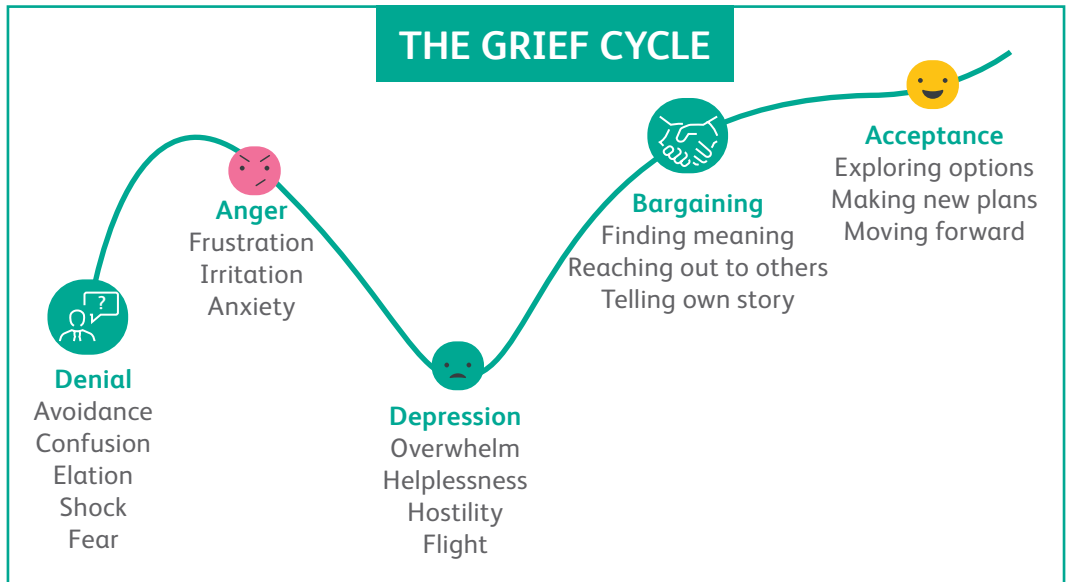 THE GRIEF CYCLE
?
Denial
Avoidance
Confusion
Elation
Shock
Fear
Anger
Frustration
Irritation
Anxiety
Depression
Overwhelm
Helplessness
Hostility
Flight
Bargaining
Finding meaning
Reaching out to others
Telling own story
Acceptance
Exploring options
Making new plans
Moving forward